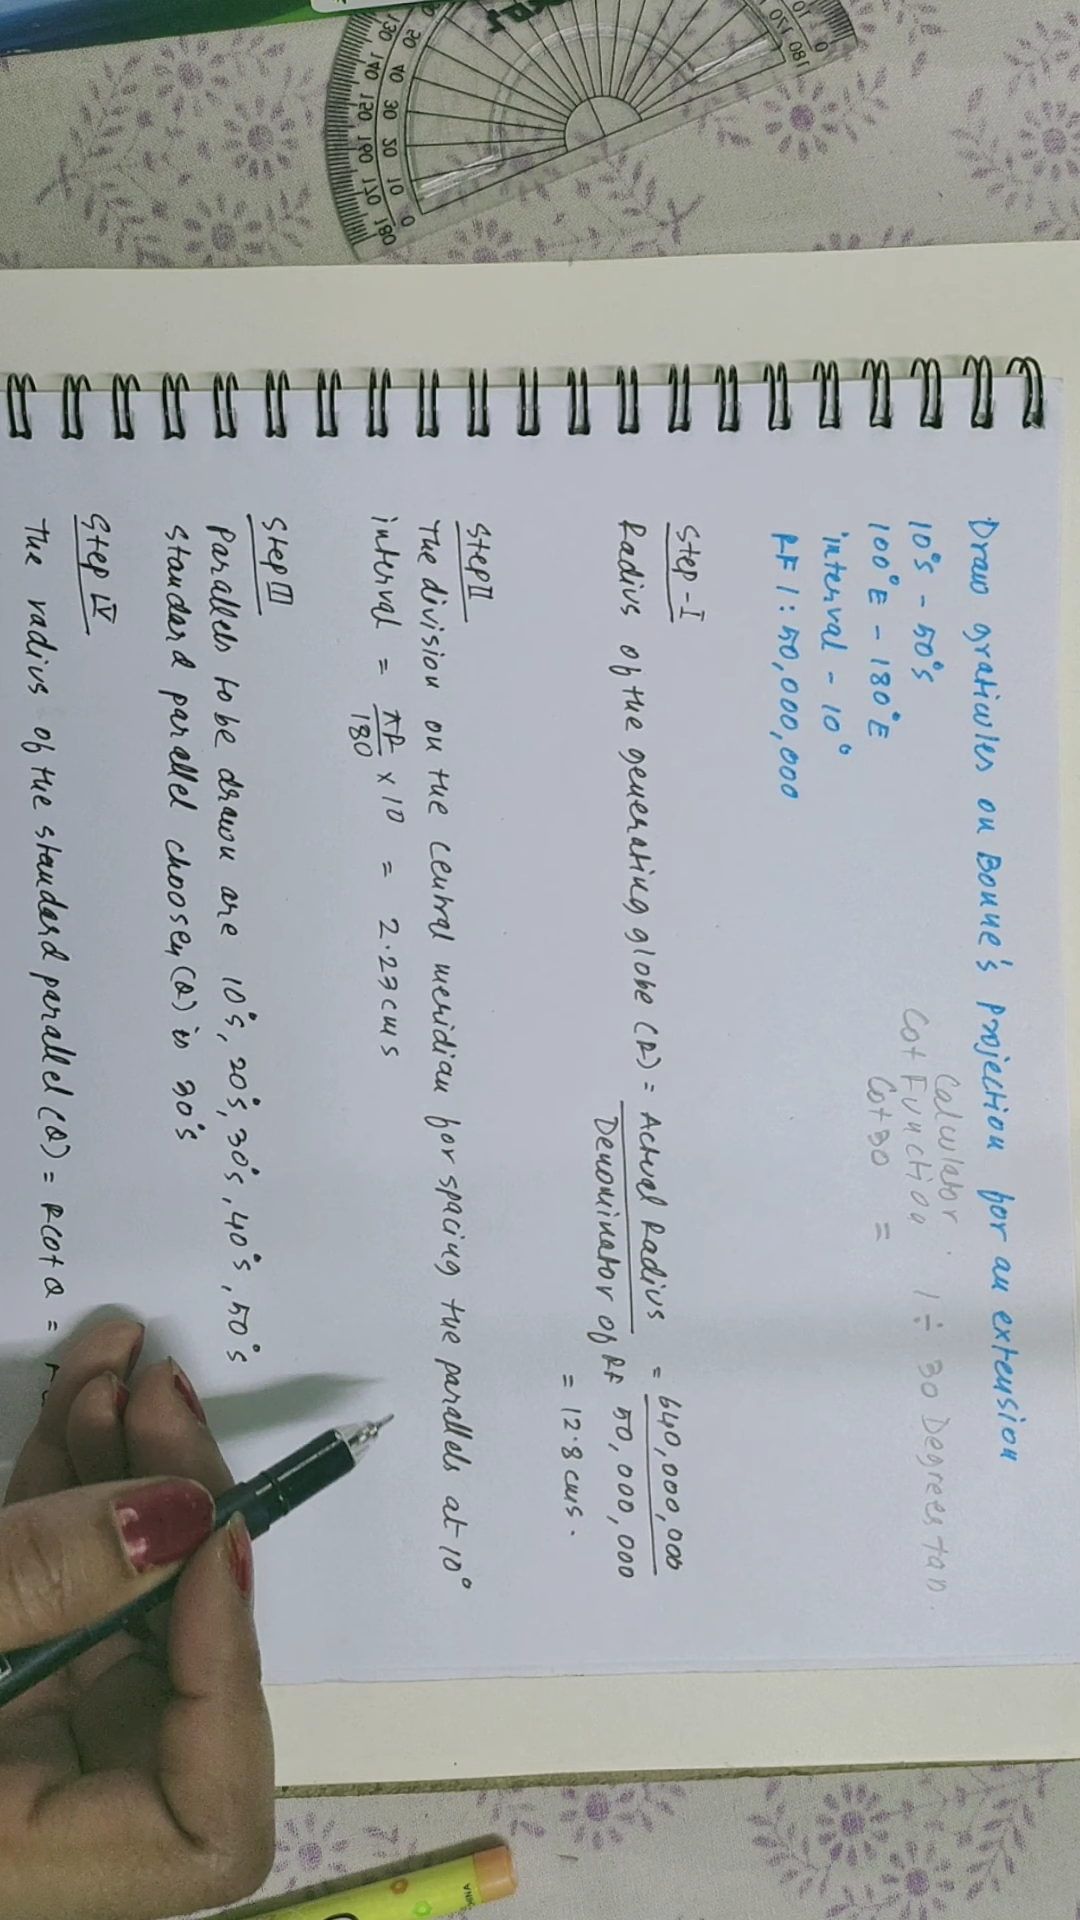 Draw graticules on Bonne's Projection for an extension
10°S - 50°S
100°E - 180°E
interval - 10°
RF 1 : 50,000,000
Calculator
Cot Function 1 ÷ 30 Degrees tan.
Cot 30 =
Step - I
Radius of the generating globe (R) = Actual Radius = 640,000,000
Denominator of RF 50,000,000
= 12.8 cms.
Step II
The division on the central meridian for spacing the parallels at 10°
interval = πR/180 x 10 = 2.23 cms
Step III
Parallels to be drawn are 10°S, 20°S, 30°S, 40°S, 50°S
Standard parallel choosen (Q) is 30°S
Step IV
The radius of the standard parallel (Q) = R cot Q =